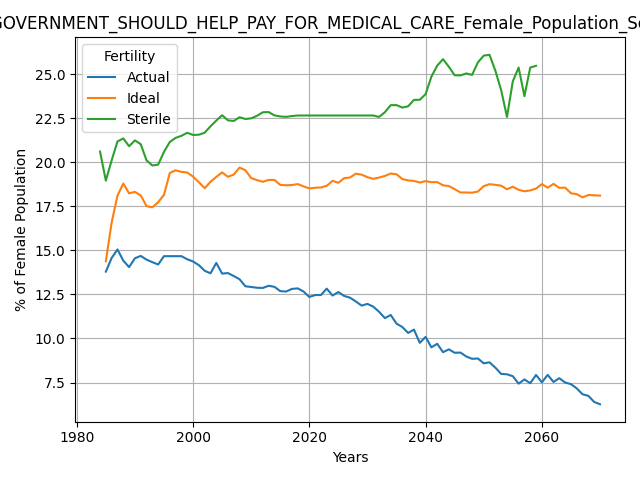 GOVERNMENT_SHOULD_HELP_PAY_FOR_MEDICAL_CARE_Female_Population_S
Fertility
Actual
Ideal
Sterile
25.0
22.5
20.0
17.5
15.0
12.5
10.0
7.5
% of Female Population
1980
2000
2020
2040
2060
Years